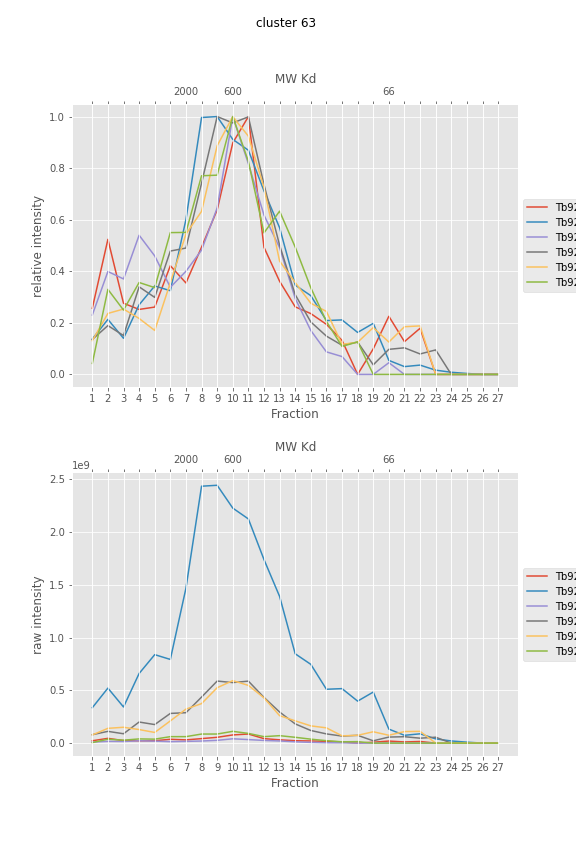 cluster 63
MW Kd
2000 600 66
1.0
0.8
0.6
0.4
0.2
0.0
relative intensity
1 2 3 4 5 6 7 8 9 10 11 12 13 14 15 16 17 18 19 20 21 22 23 24 25 26 27
Fraction
Tb92
Tb92
Tb92
Tb92
Tb92
Tb92
MW Kd
1e9
2000 600 66
2.5
2.0
1.5
1.0
0.5
0.0
raw intensity
1 2 3 4 5 6 7 8 9 10 11 12 13 14 15 16 17 18 19 20 21 22 23 24 25 26 27
Fraction
Tb92
Tb92
Tb92
Tb92
Tb92
Tb92